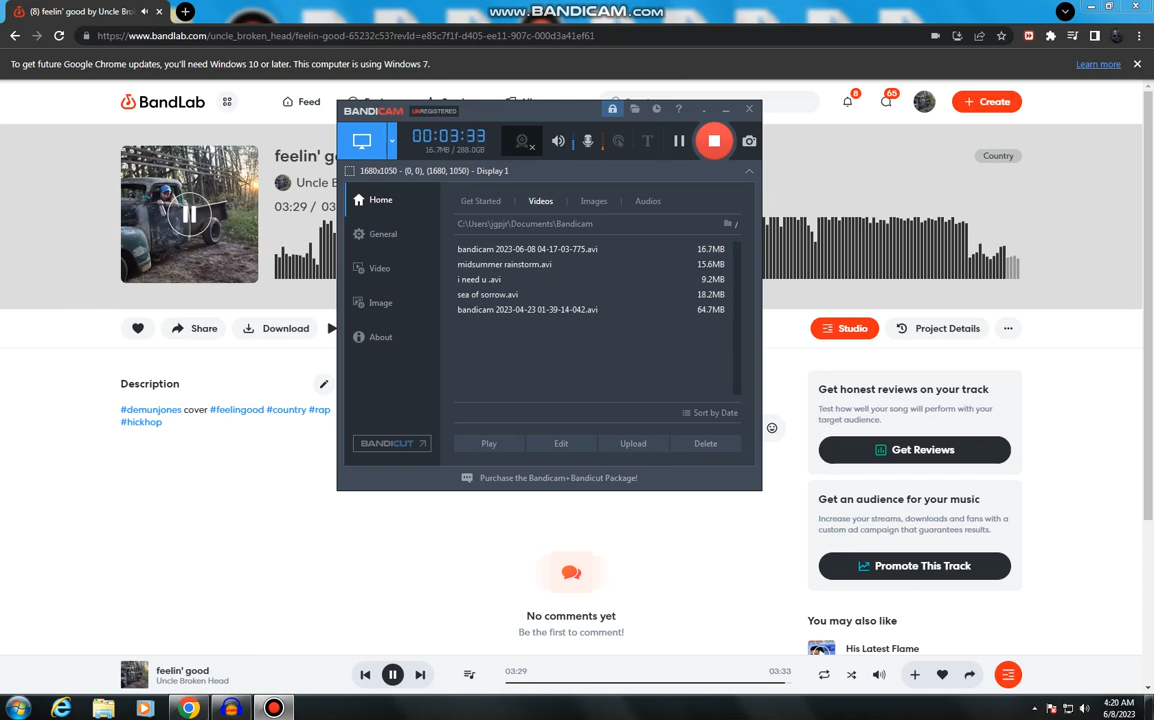 www.BANDICAM.com
(8) feelin' good by Uncle Bro
https://www.bandlab.com/uncle_broken_head/feelin-good-65232c53?revId=e85c7f1f-d405-ee11-907c-000d3a41ef61
To get future Google Chrome updates, you'll need Windows 10 or later. This computer is using Windows 7.
Learn more
BandLab
Feed
8
65
Create
feelin' g
Uncle B
03:29 / 03
Country
BANDICAM UNREGISTERED
00:03:33
16.7MB / 288.0GB
1680x1050 - (0, 0), (1680, 1050) - Display 1
Home
General
Video
Image
About
BANDICUT
Get Started
Videos
Images
Audios
C:\Users\jgpjr\Documents\Bandicam
bandicam 2023-06-08 04-17-03-775.avi 16.7MB
midsummer rainstorm.avi 15.6MB
i need u .avi 9.2MB
sea of sorrow.avi 18.2MB
bandicam 2023-04-23 01-39-14-042.avi 64.7MB
Sort by Date
Play
Edit
Upload
Delete
Purchase the Bandicam+Bandicut Package!
Share
Download
Studio
Project Details
Description
#demunjones cover #feelingood #country #rap
#hickhop
Get honest reviews on your track
Test how well your song will perform with your
target audience.
Get Reviews
Get an audience for your music
Increase your streams, downloads and fans with a
custom ad campaign that guarantees results.
Promote This Track
No comments yet
Be the first to comment!
You may also like
His Latest Flame
feelin' good
Uncle Broken Head
03:29
03:33
4:20 AM
6/8/2023